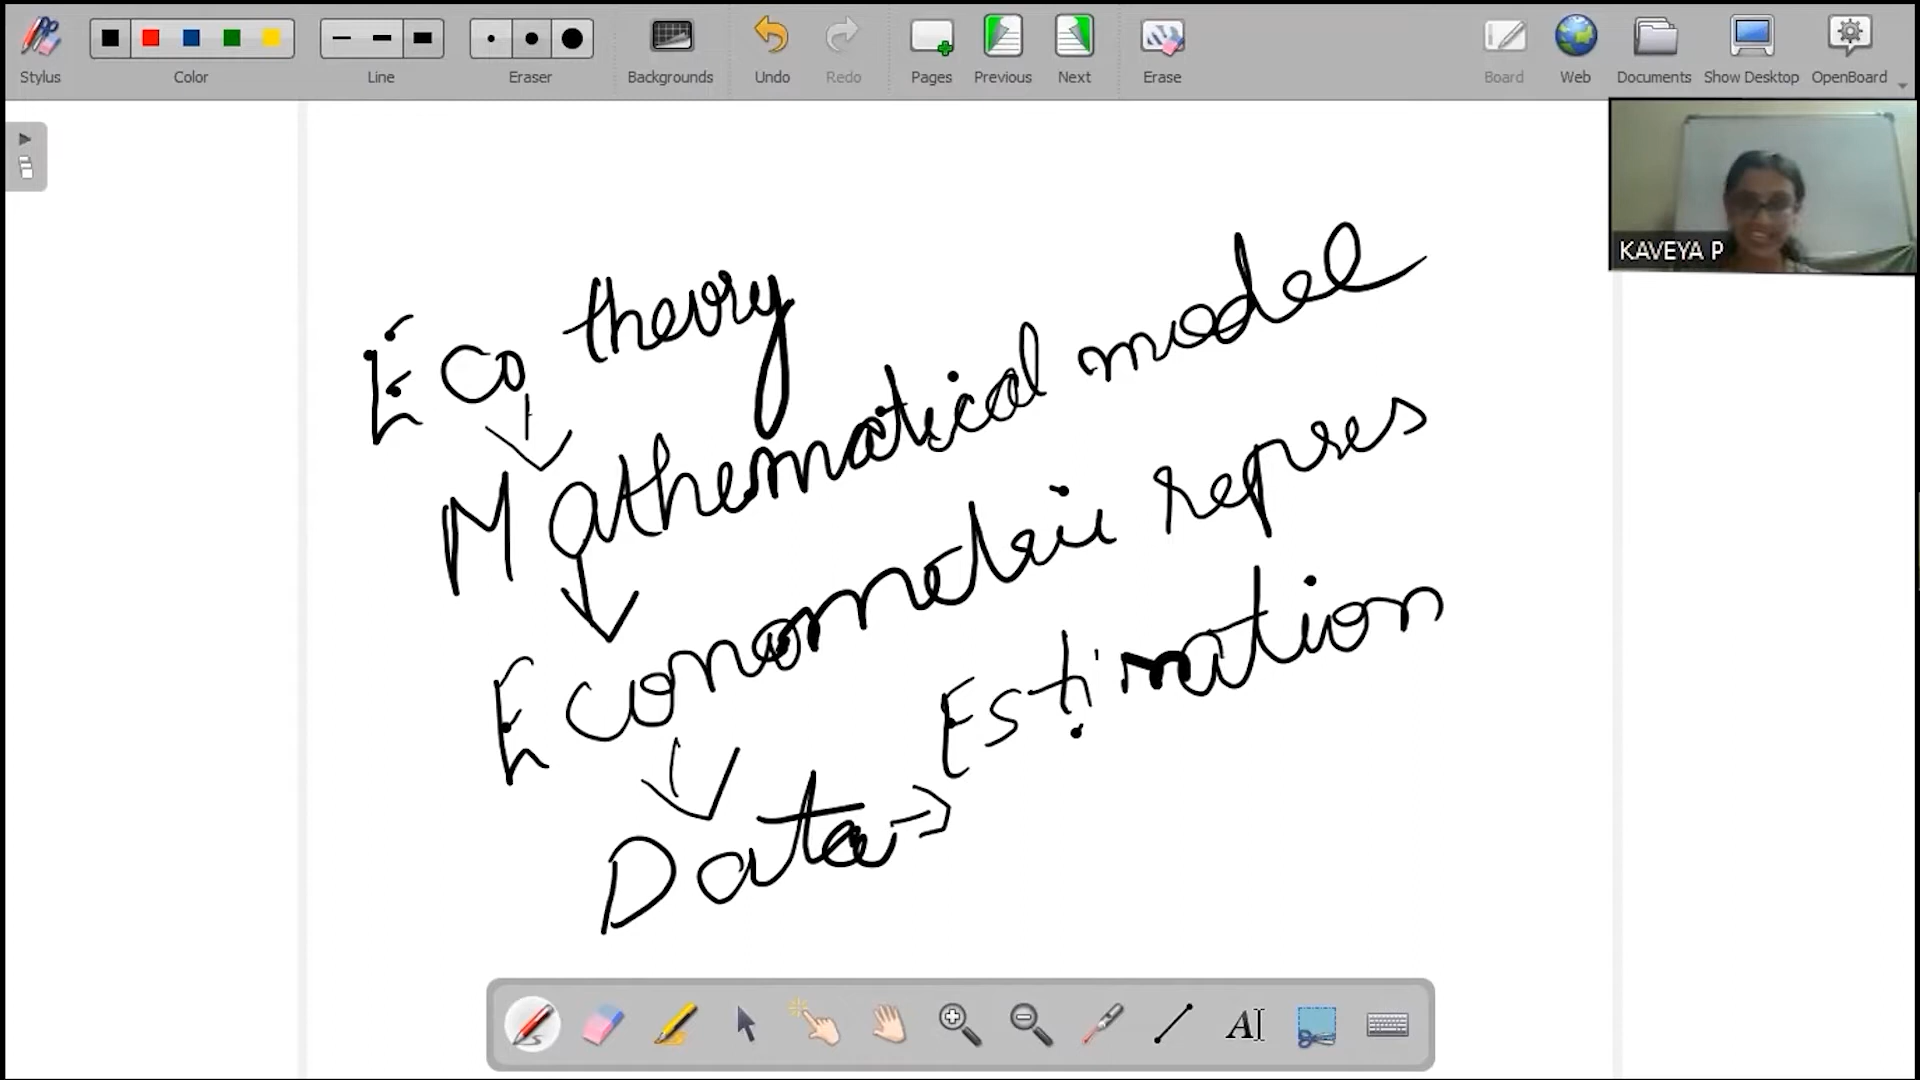 Stylus Color Line Eraser Backgrounds Undo Redo Pages Previous Next Erase Board Web Documents Show Desktop OpenBoard
KAVEYA P
Eco theory
Mathematical model
Econometric repres
Data → Estimation